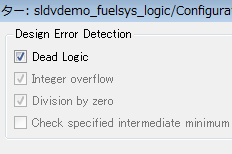 ター: sldvdemo_fuelsys_logic/Configura
Design Error Detection
Dead Logic
Integer overflow
Division by zero
Check specified intermediate minimum